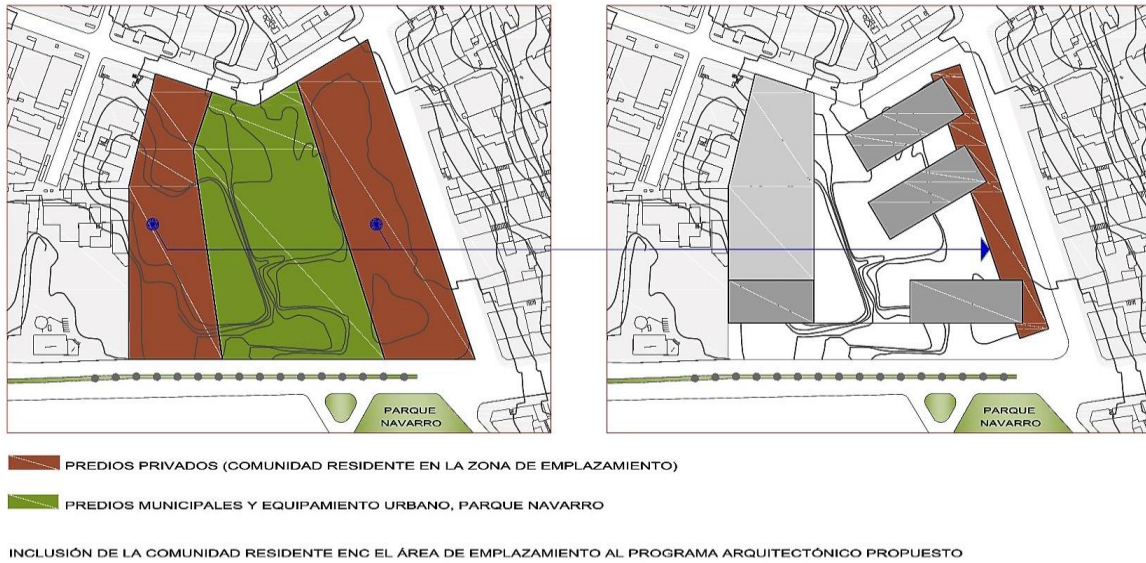 PARQUE
NAVARRO
PARQUE
NAVARRO
PREDIOS PRIVADOS (COMUNIDAD RESIDENTE EN LA ZONA DE EMPLAZAMIENTO)
PREDIOS MUNICIPALES Y EQUIPAMIENTO URBANO, PARQUE NAVARRO
INCLUSIÓN DE LA COMUNIDAD RESIDENTE ENC EL ÁREA DE EMPLAZAMIENTO AL PROGRAMA ARQUITECTÓNICO PROPUESTO